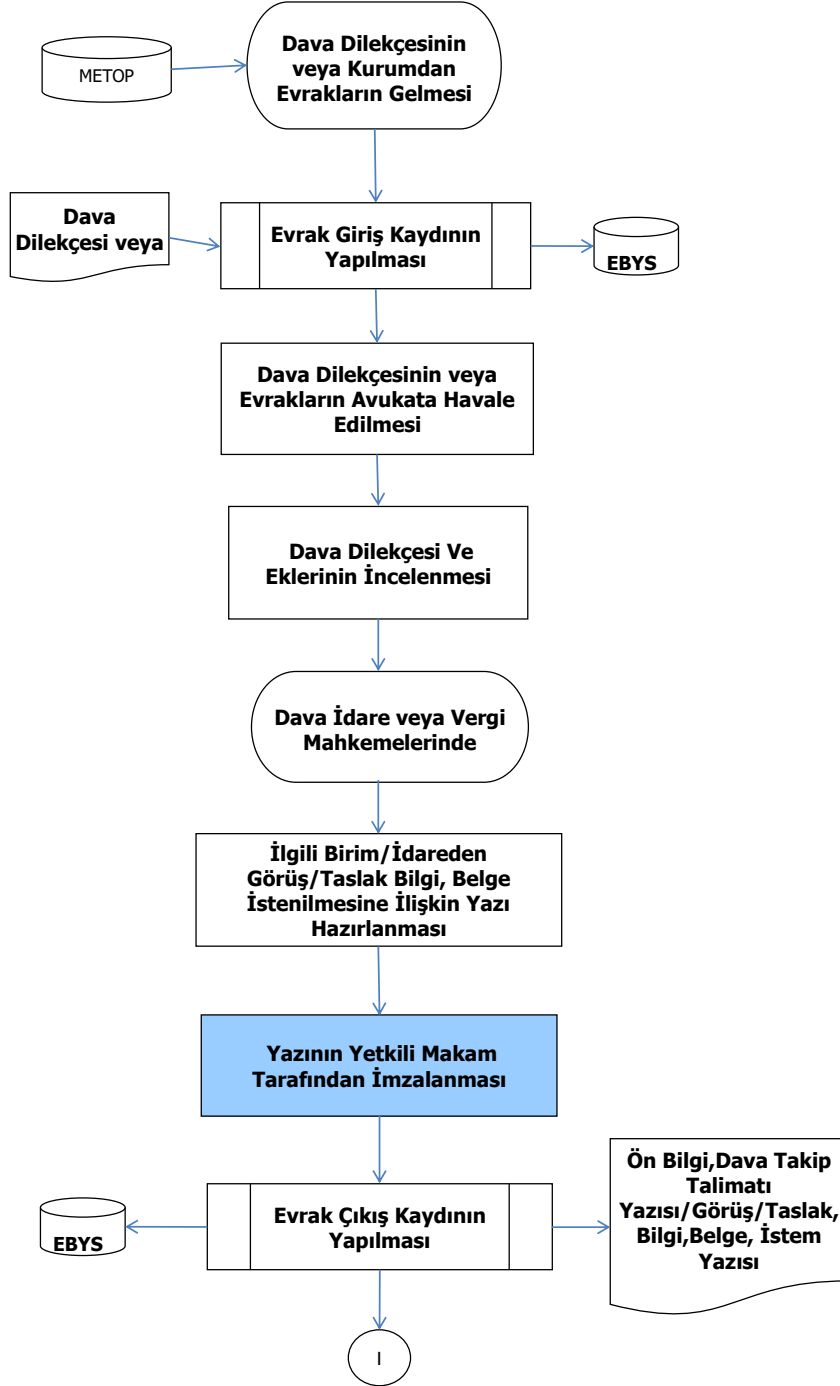 METOP
Dava Dilekçesinin
veya Kurumdan
Evrakların Gelmesi
Dava
Dilekçesi veya
Evrak Giriş Kaydının
Yapılması
EBYS
Dava Dilekçesinin veya
Evrakların Avukata Havale
Edilmesi
Dava Dilekçesi Ve
Eklerinin İncelenmesi
Dava İdare veya Vergi
Mahkemelerinde
İlgili Birim/İdareden
Görüş/Taslak Bilgi, Belge
İstenilmesine İlişkin Yazı
Hazırlanması
Yazının Yetkili Makam
Tarafından İmzalanması
EBYS
Evrak Çıkış Kaydının
Yapılması
Ön Bilgi,Dava Takip
Talimatı
Yazısı/Görüş/Taslak,
Bilgi,Belge, İstem
Yazısı
I